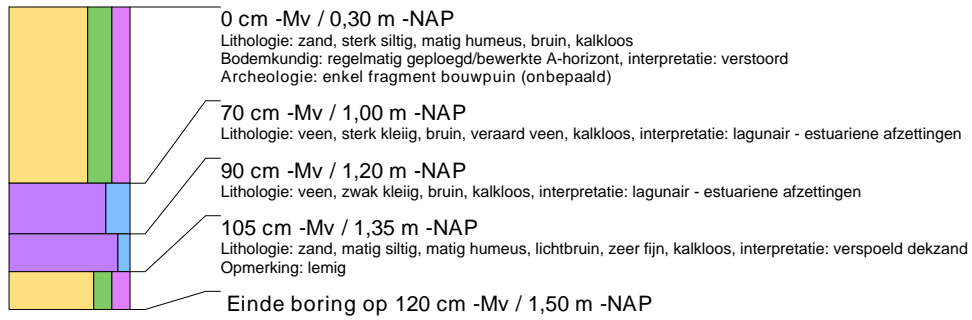 0 cm -Mv / 0,30 m -NAP
Lithologie: zand, sterk siltig, matig humeus, bruin, kalkloos
Bodemkundig: regelmatig geploegd/bewerkte A-horizont, interpretatie: verstoord
Archeologie: enkel fragment bouwpuin (onbepaald)
70 cm -Mv / 1,00 m -NAP
Lithologie: veen, sterk kleiig, bruin, veraard veen, kalkloos, interpretatie: lagunair - estuariene afzettingen
90 cm -Mv / 1,20 m -NAP
Lithologie: veen, zwak kleiig, bruin, kalkloos, interpretatie: lagunair - estuariene afzettingen
105 cm -Mv / 1,35 m -NAP
Lithologie: zand, matig siltig, matig humeus, lichtbruin, zeer fijn, kalkloos, interpretatie: verspoeld dekzand
Opmerking: lemig
Einde boring op 120 cm -Mv / 1,50 m -NAP